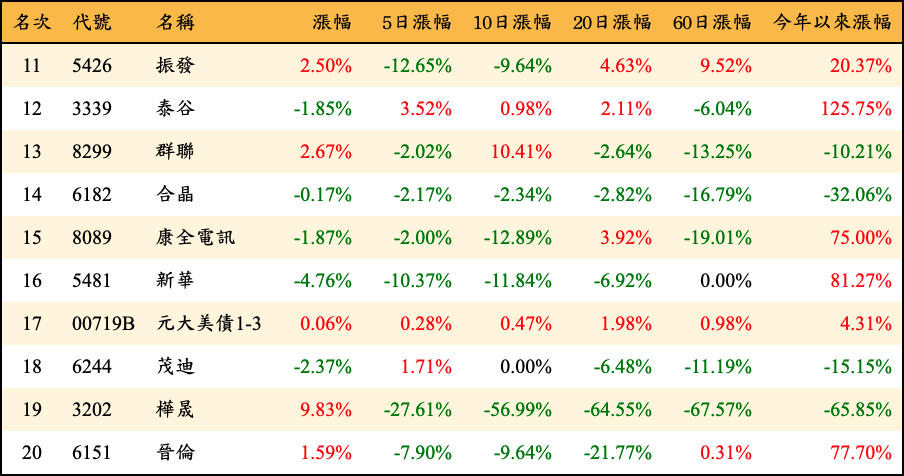 名次 代號 名稱 漲幅 5日漲幅 10日漲幅 20日漲幅 60日漲幅 今年以來漲幅
11 5426 振發 2.50% -12.65% -9.64% 4.63% 9.52% 20.37%
12 3339 泰谷 -1.85% 3.52% 0.98% 2.11% -6.04% 125.75%
13 8299 群聯 2.67% -2.02% 10.41% -2.64% -13.25% -10.21%
14 6182 合晶 -0.17% -2.17% -2.34% -2.82% -16.79% -32.06%
15 8089 康全電訊 -1.87% -2.00% -12.89% 3.92% -19.01% 75.00%
16 5481 新華 -4.76% -10.37% -11.84% -6.92% 0.00% 81.27%
17 00719B 元大美債1-3 0.06% 0.28% 0.47% 1.98% 0.98% 4.31%
18 6244 茂迪 -2.37% 1.71% 0.00% -6.48% -11.19% -15.15%
19 3202 樺晟 9.83% -27.61% -56.99% -64.55% -67.57% -65.85%
20 6151 晉倫 1.59% -7.90% -9.64% -21.77% 0.31% 77.70%